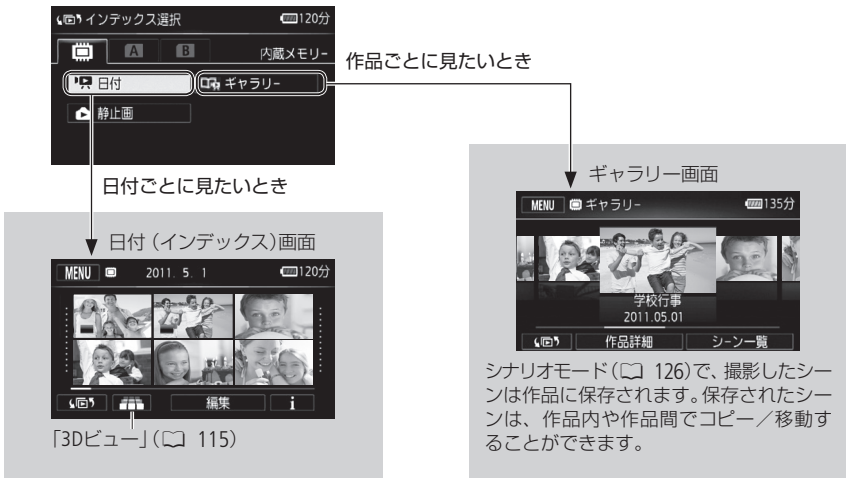 インデックス選択 120分
A B 内蔵メモリー
日付 ギャラリー
静止画
作品ごとに見たいとき
日付ごとに見たいとき
日付（インデックス）画面
MENU 2011. 5. 1 120分
編集 i
「3Dビュー」（ 115）
ギャラリー画面
MENU ギャラリー 135分
学校行事
2011.05.01
作品詳細 シーン一覧
シナリオモード（ 126）で、撮影したシー
ンは作品に保存されます。保存されたシー
ンは、作品内や作品間でコピー／移動す
ることができます。